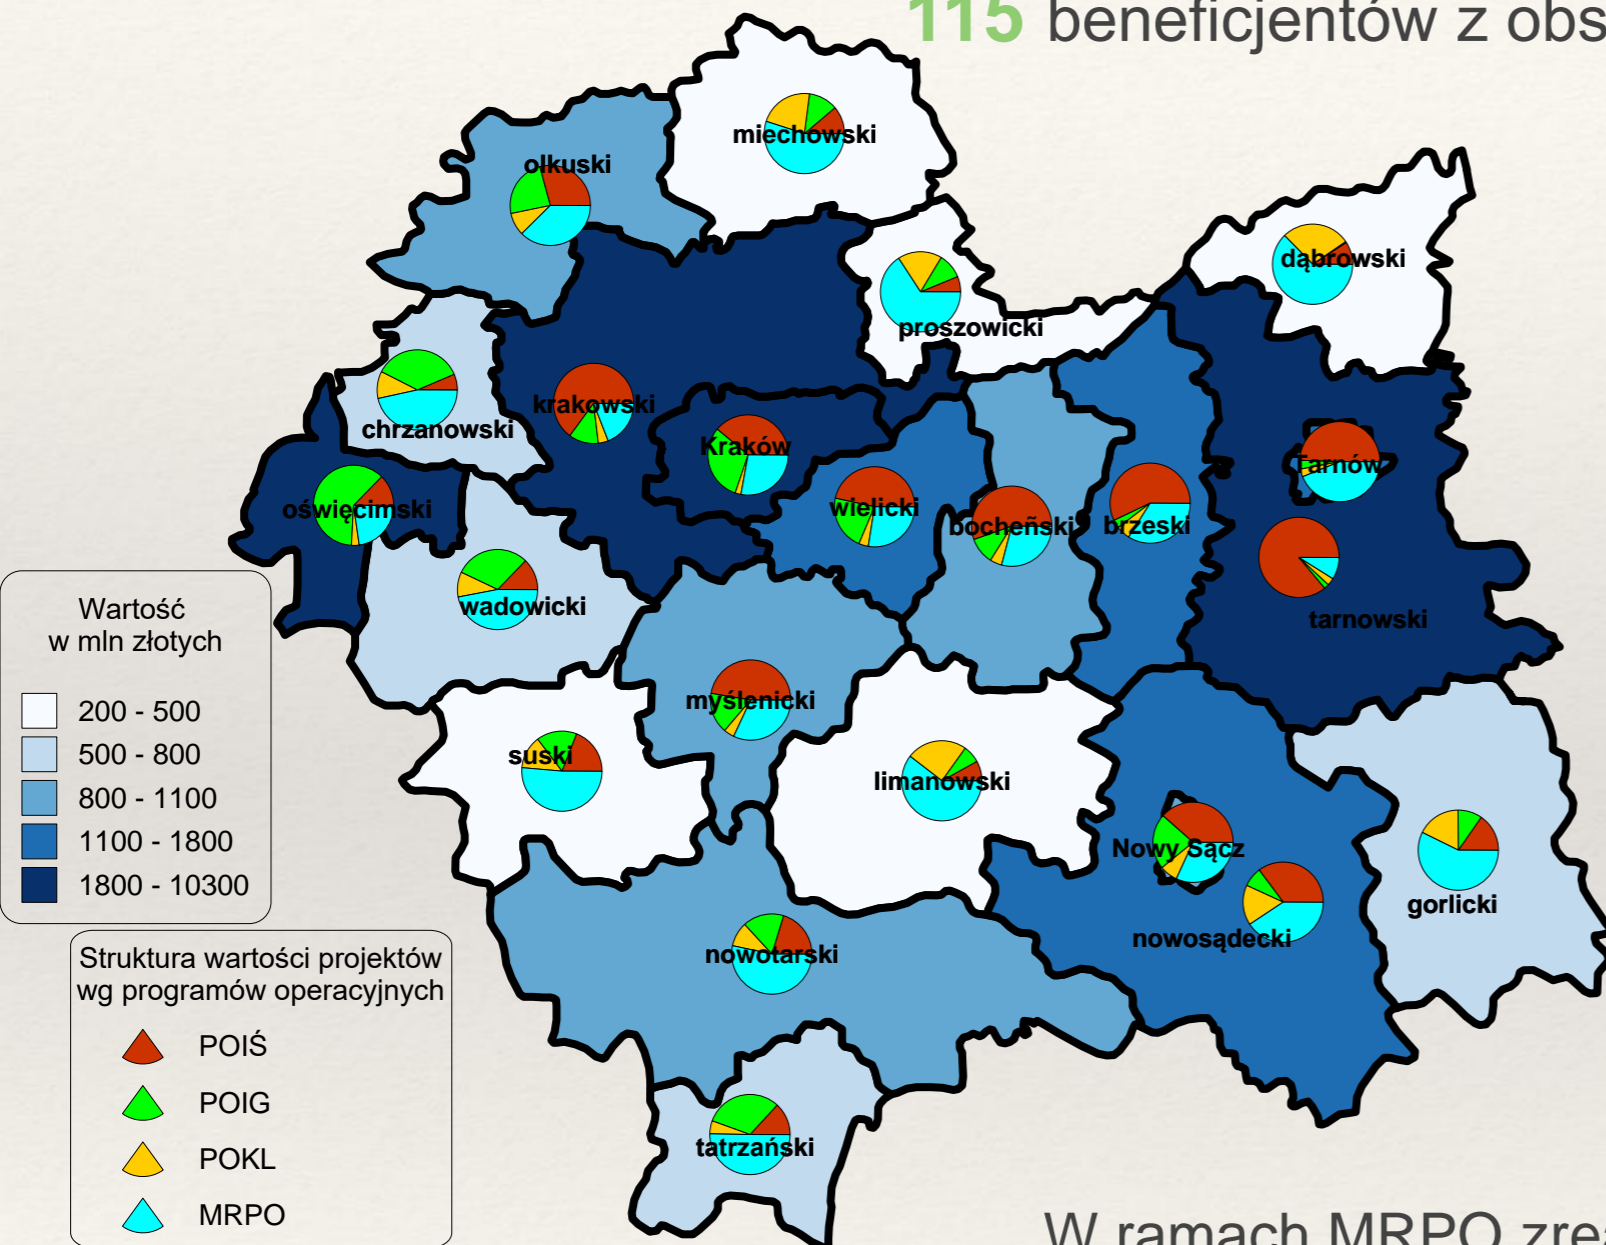 115 beneficjentów z obs
miechowski
olkuski
dąbrowski
proszowicki
krakowski
chrzanowski
Kraków
Tarnów
oświęcimski
wielicki
bocheński
brzeski
wadowicki
tarnowski
Wartość
w mln złotych
200 - 500
500 - 800
800 - 1100
1100 - 1800
1800 - 10300
myślenicki
suski
limanowski
Nowy Sącz
gorlicki
nowosądecki
nowotarski
Struktura wartości projektów
wg programów operacyjnych
POIŚ
POIG
POKL
MRPO
tatrzański
W ramach MRPO zrea